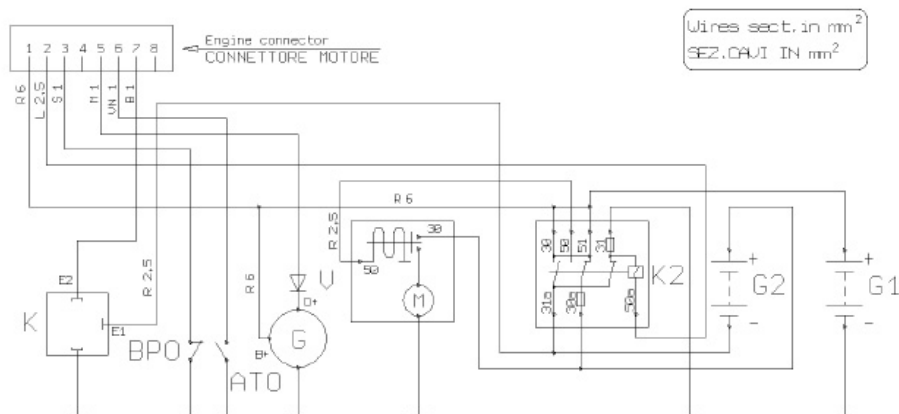 Wires sect. in mm²
SEZ. CAVI IN mm²
1 2 3 4 5 6 7 8
Engine connector
CONNETTORE MOTORE
R 6
L 2,5
S 1
M 1
VN 1
B 1
R 6
R 2,5
30
50
M
30
50
51
31
K2
31a
30a
50a
+
G2
-
+
G1
-
E2
K
E1
R 2,5
BPO
ATO
R 6
V
D+
G
B+